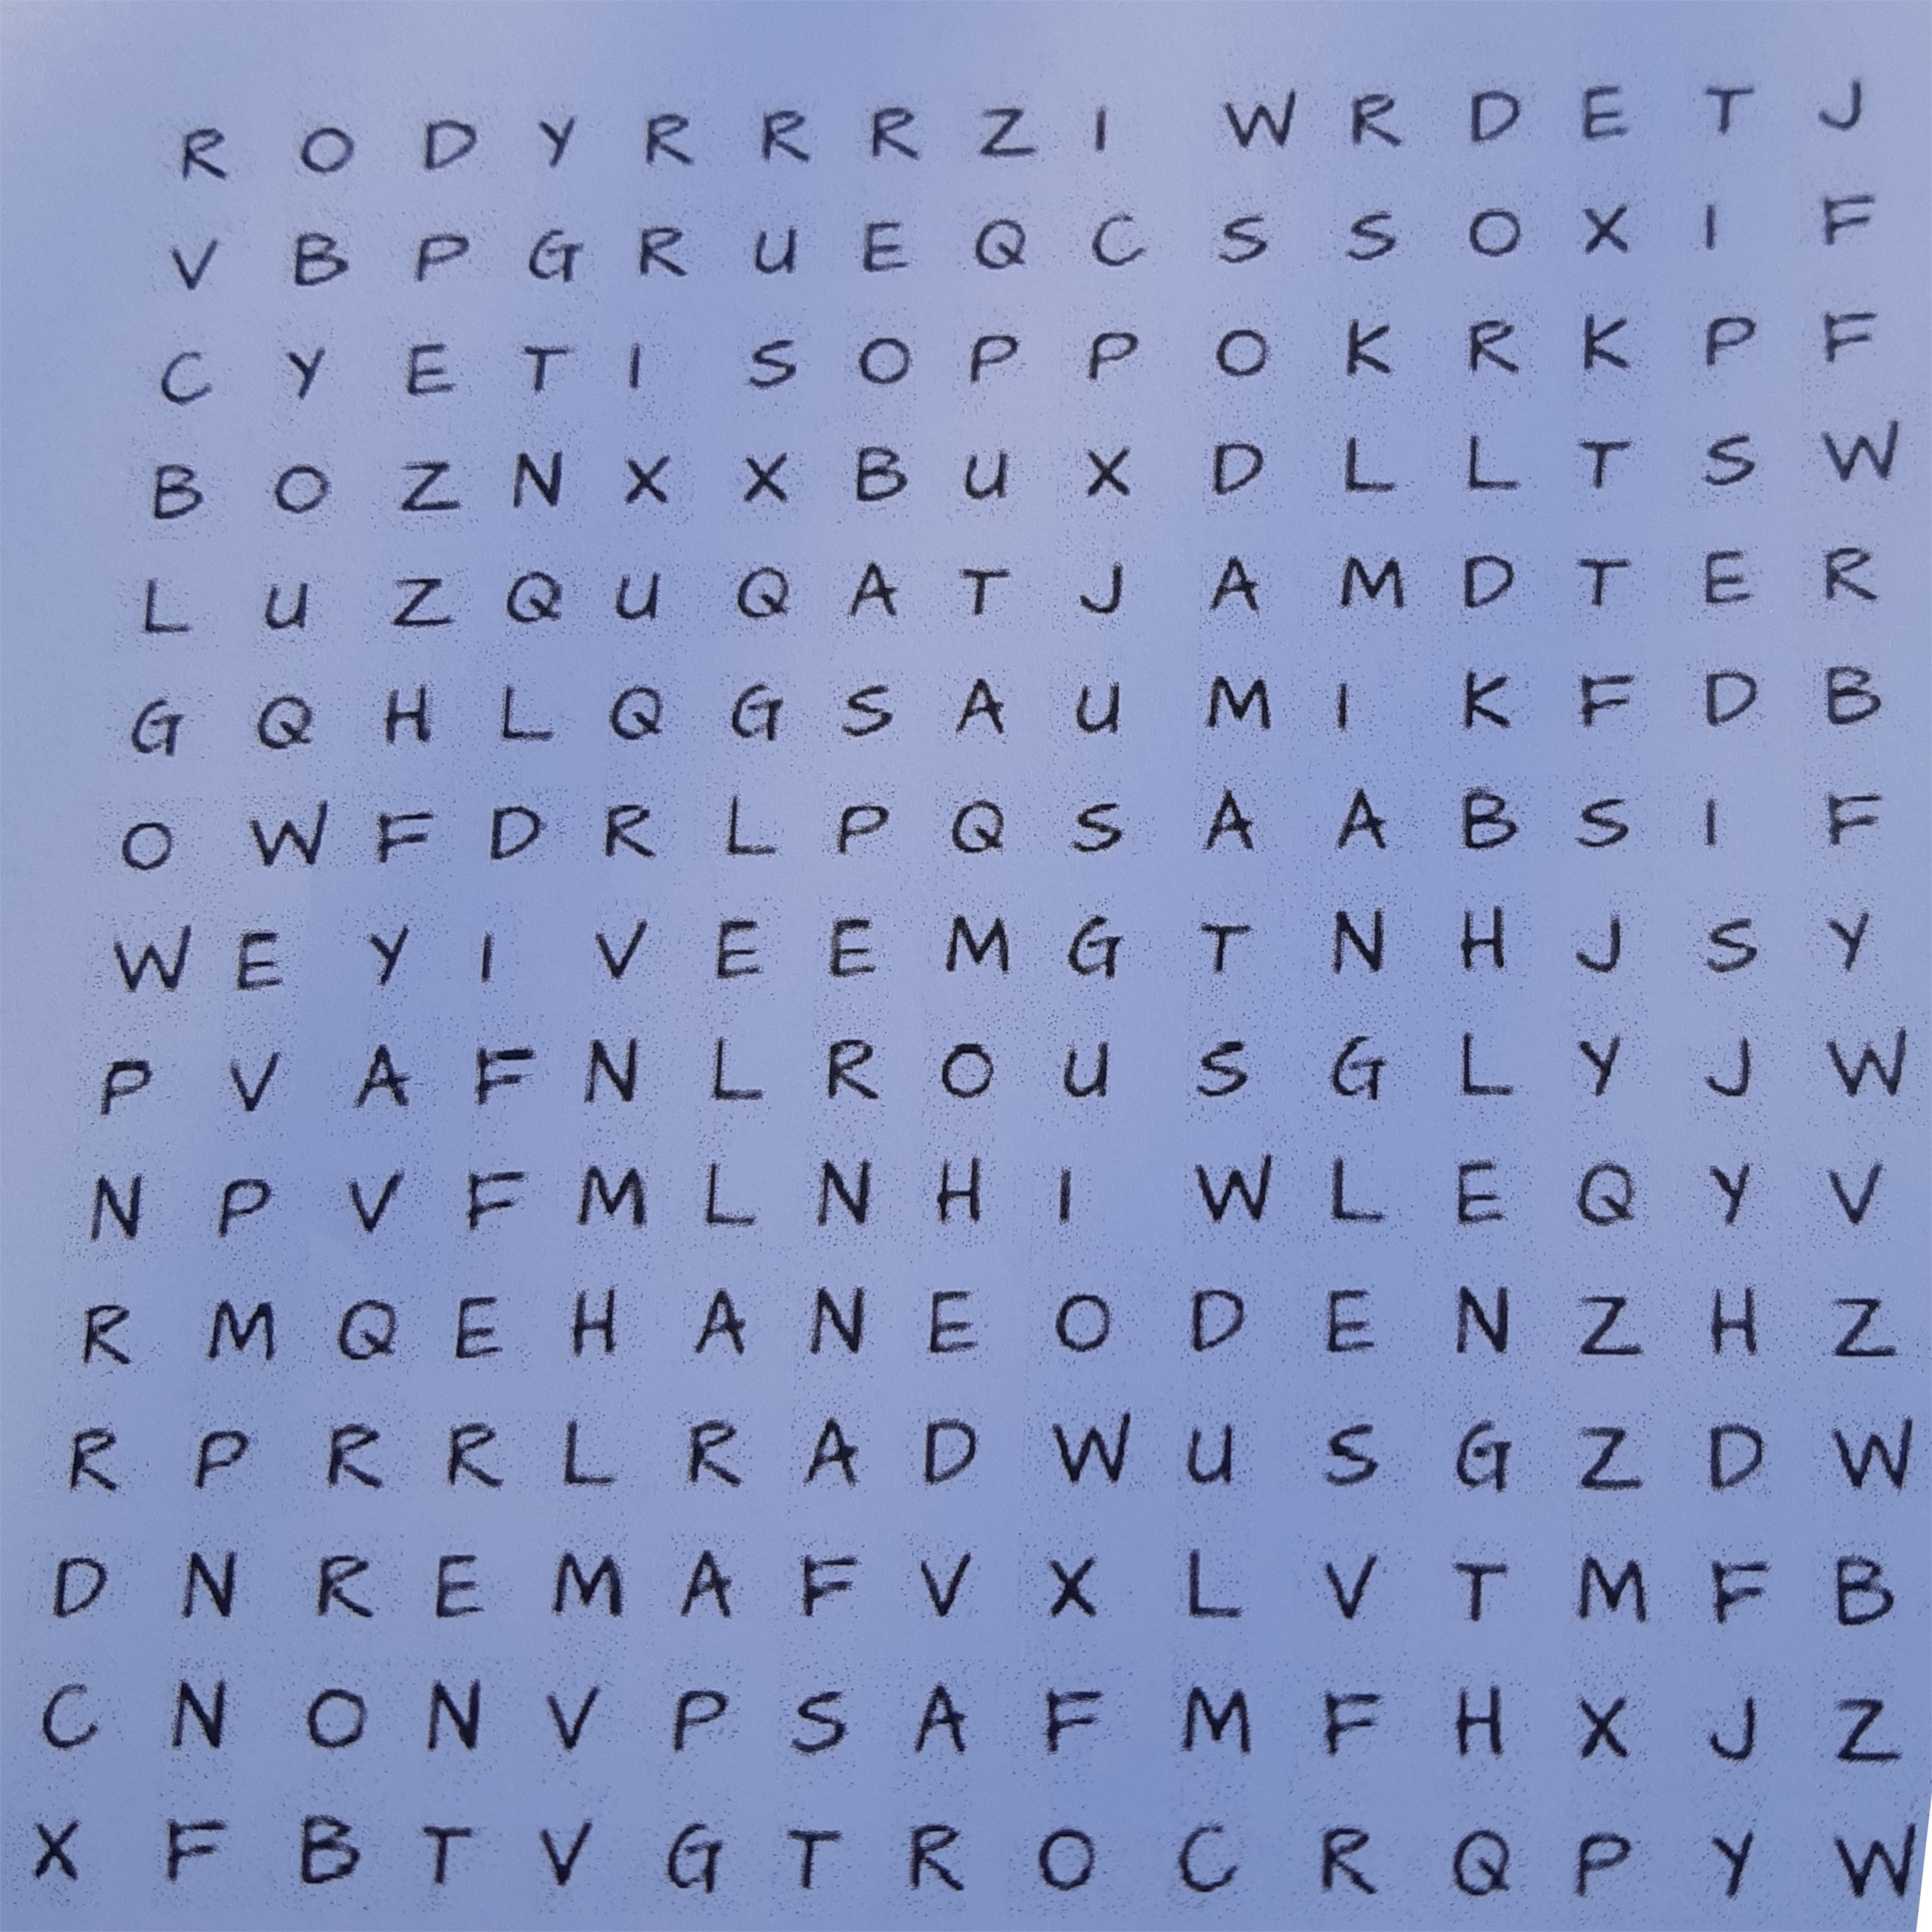 R O D Y R R R Z I W R D E T J
V B P G R U E Q C S S O X I F
C Y E T I S O P P O K R K P F
B O Z N X X B U X D L L T S W
L U Z Q U Q A T J A M D T E R
G Q H L Q G S A U M I K F D B
O W F D R L P Q S A A B S I F
W E Y I V E E M G T N H J S Y
P V A F N L R O U S G L Y J W
N P V F M L N H I W L E Q Y V
R M Q E H A N E O D E N Z H Z
R P R R L R A D W U S G Z D W
D N R E M A F V X L V T M F B
C N O N V P S A F M F H X J Z
X F B T V G T R O C R Q P Y W